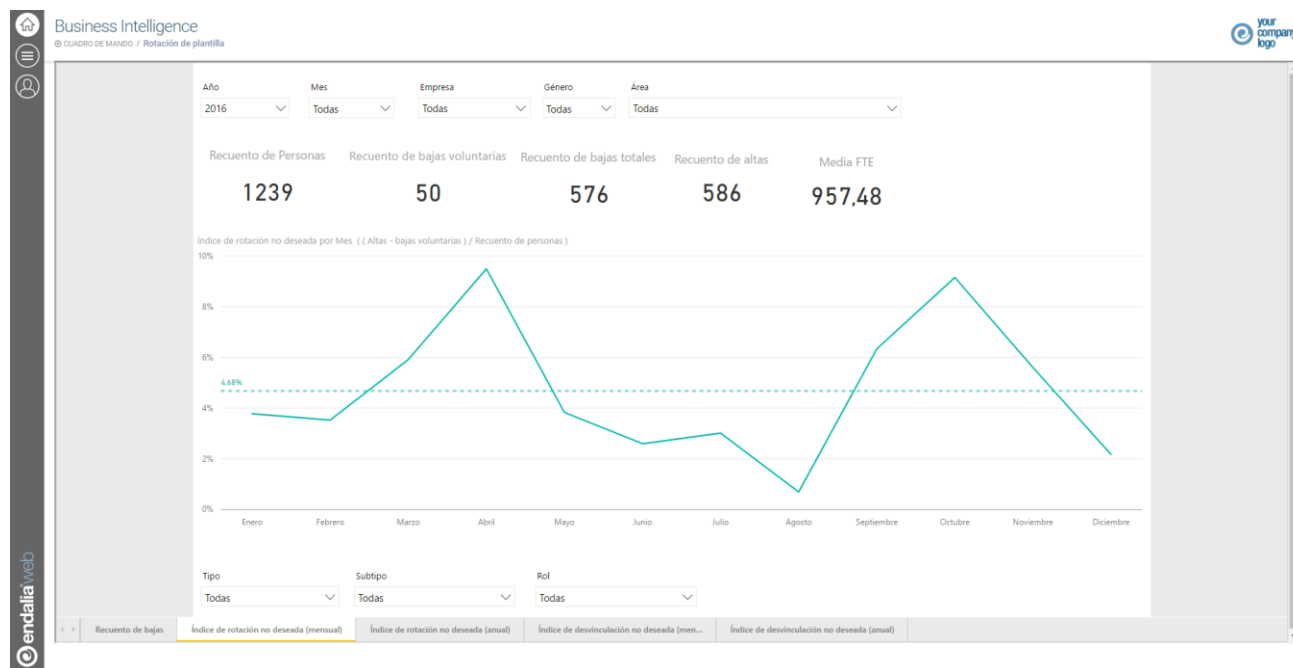 Business Intelligence
CUADRO DE MANDO / Rotación de plantilla
your
company
logo
Año Mes Empresa Género Área
2016 Todas Todas Todas Todas
Recuento de Personas Recuento de bajas voluntarias Recuento de bajas totales Recuento de altas Media FTE
1239 50 576 586 957,48
Índice de rotación no deseada por Mes ( ( Altas - bajas voluntarias ) / Recuento de personas )
10%
8%
6%
4,68%
4%
2%
0%
Enero Febrero Marzo Abril Mayo Junio Julio Agosto Septiembre Octubre Noviembre Diciembre
Tipo Subtipo Rol
Todas Todas Todas
Recuento de bajas Índice de rotación no deseada (mensual) Índice de rotación no deseada (anual) Índice de desvinculación no deseada (men... Índice de desvinculación no deseada (anual)
endalia web